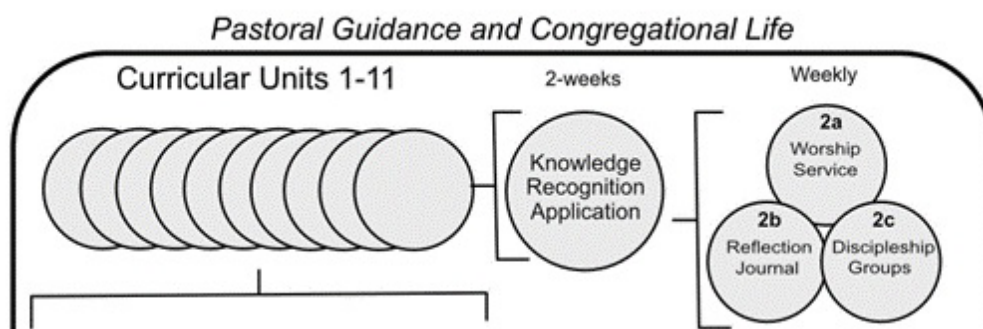 Pastoral Guidance and Congregational Life
Curricular Units 1-11
2-weeks
Weekly
Knowledge
Recognition
Application
2a
Worship
Service
2b
Reflection
Journal
2c
Discipleship
Groups